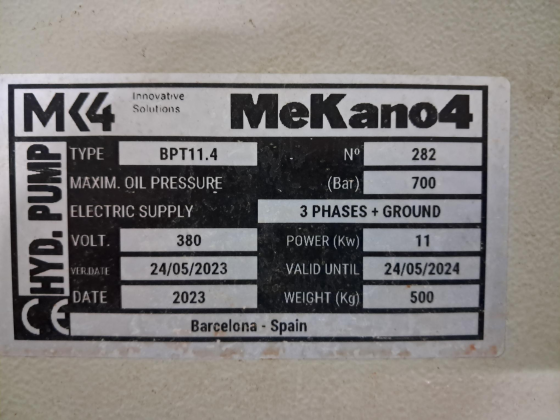 MK4 Innovative Solutions MeKano4
HYD. PUMP
TYPE BPT11.4 Nº 282
MAXIM. OIL PRESSURE (Bar) 700
ELECTRIC SUPPLY 3 PHASES + GROUND
VOLT. 380 POWER (Kw) 11
VER.DATE 24/05/2023 VALID UNTIL 24/05/2024
DATE 2023 WEIGHT (Kg) 500
CE
Barcelona - Spain